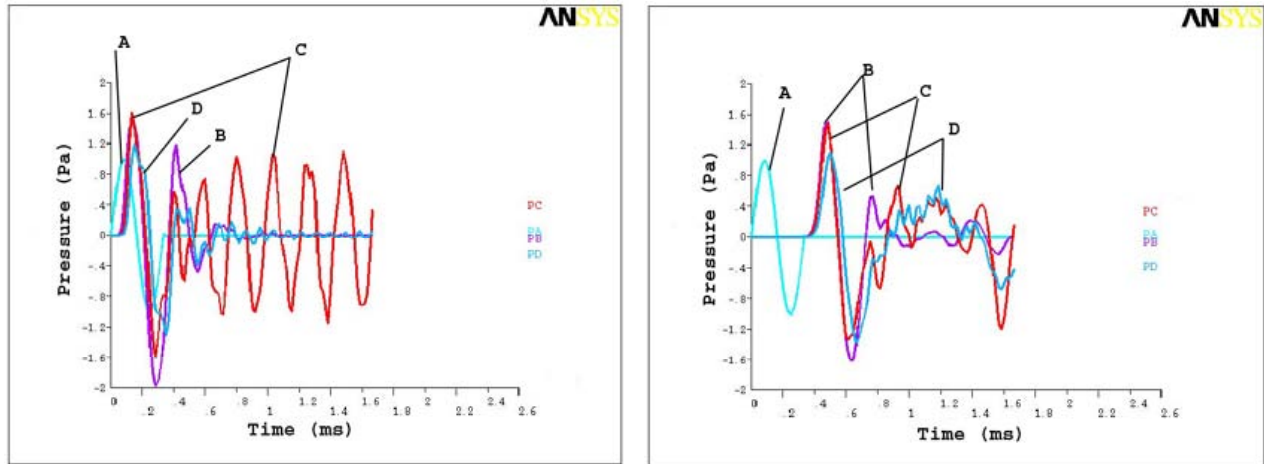 ANSYS
A
C
D
B
2
1.6
1.2
.8
.4
0
-.4
-.8
-1.2
-1.6
-2
Pressure (Pa)
PC
PA
PB
PD
0 .4 .8 1.2 1.6 2 2.4
.2 .6 1 1.4 1.8 2.2 2.6
Time (ms)
ANSYS
B
A
C
D
2
1.6
1.2
.8
.4
0
-.4
-.8
-1.2
-1.6
-2
Pressure (Pa)
PC
PA
PB
PD
0 .4 .8 1.2 1.6 2 2.4
.2 .6 1 1.4 1.8 2.2 2.6
Time (ms)